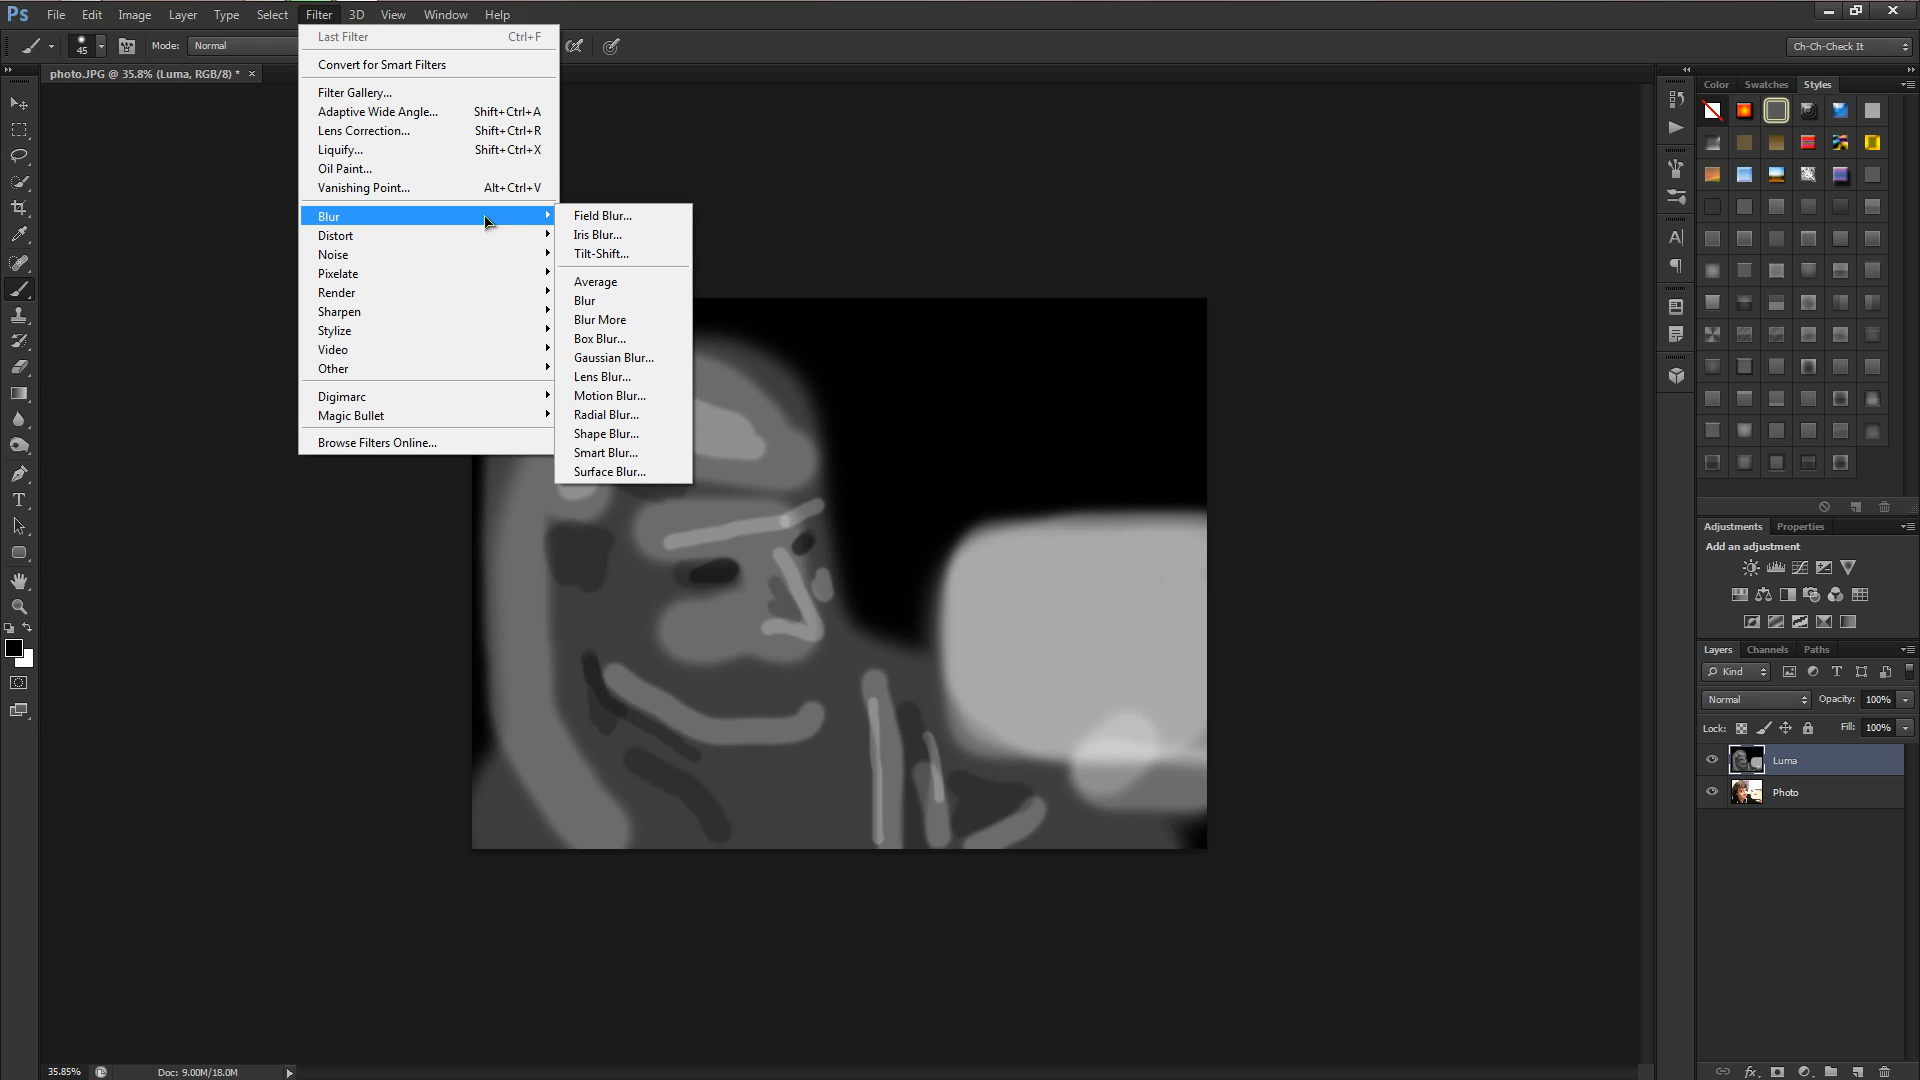 Ps File Edit Image Layer Type Select Filter 3D View Window Help
45 Mode: Normal Ch-Ch-Check It
photo.JPG @ 35.8% (Luma, RGB/8) * ×
Last Filter Ctrl+F
Convert for Smart Filters
Filter Gallery...
Adaptive Wide Angle... Shift+Ctrl+A
Lens Correction... Shift+Ctrl+R
Liquify... Shift+Ctrl+X
Oil Paint...
Vanishing Point... Alt+Ctrl+V
Blur
Distort
Noise
Pixelate
Render
Sharpen
Stylize
Video
Other
Digimarc
Magic Bullet
Browse Filters Online...
Field Blur...
Iris Blur...
Tilt-Shift...
Average
Blur
Blur More
Box Blur...
Gaussian Blur...
Lens Blur...
Motion Blur...
Radial Blur...
Shape Blur...
Smart Blur...
Surface Blur...
Color Swatches Styles
Adjustments Properties
Add an adjustment
Layers Channels Paths
Kind
Normal Opacity: 100%
Lock: Fill: 100%
Luma
Photo
35.85% Doc: 9.00M/18.0M